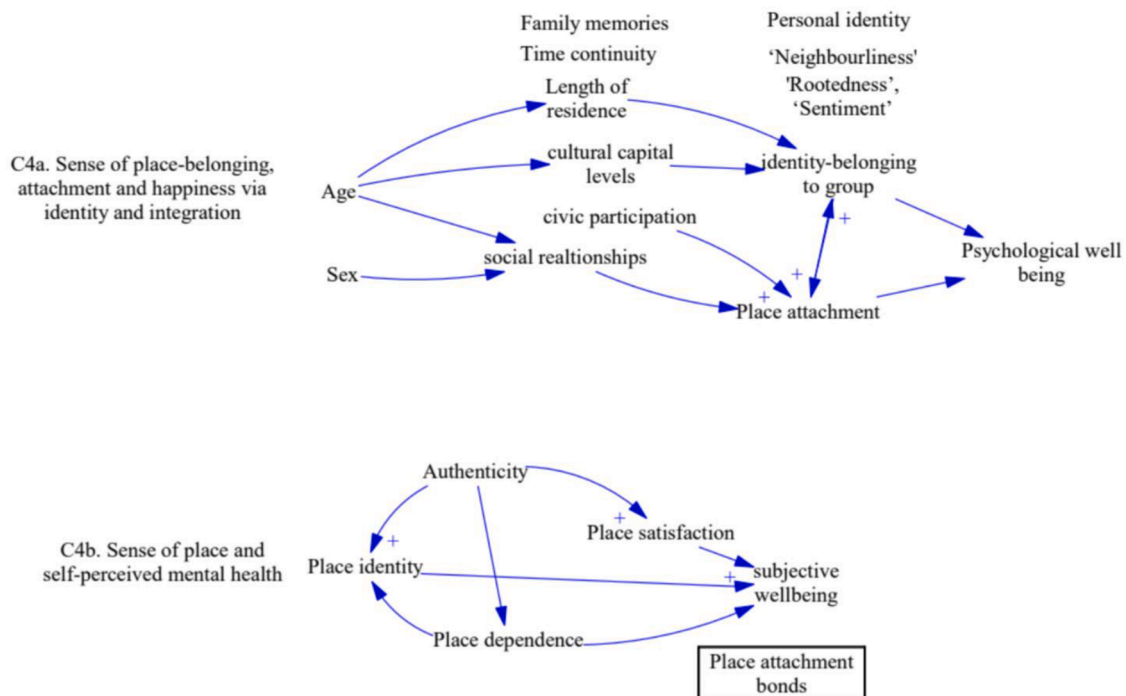 Family memories
Time continuity
Personal identity
‘Neighbourliness'
'Rootedness’,
‘Sentiment’
C4a. Sense of place-belonging,
attachment and happiness via
identity and integration
Age
Sex
Length of
residence
cultural capital
levels
civic participation
social realtionships
identity-belonging
to group
+
+
+
Place attachment
Psychological well
being
C4b. Sense of place and
self-perceived mental health
Authenticity
+
Place identity
+
Place satisfaction
+
subjective
wellbeing
Place dependence
Place attachment
bonds